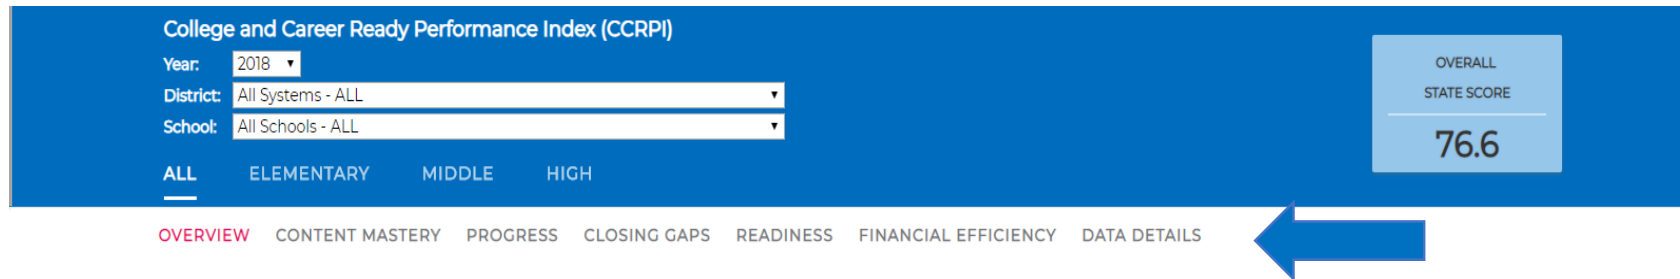 College and Career Ready Performance Index (CCRPI)
Year: 2018
District: All Systems - ALL
School: All Schools - ALL
ALL ELEMENTARY MIDDLE HIGH
OVERALL
STATE SCORE
76.6
OVERVIEW CONTENT MASTERY PROGRESS CLOSING GAPS READINESS FINANCIAL EFFICIENCY DATA DETAILS